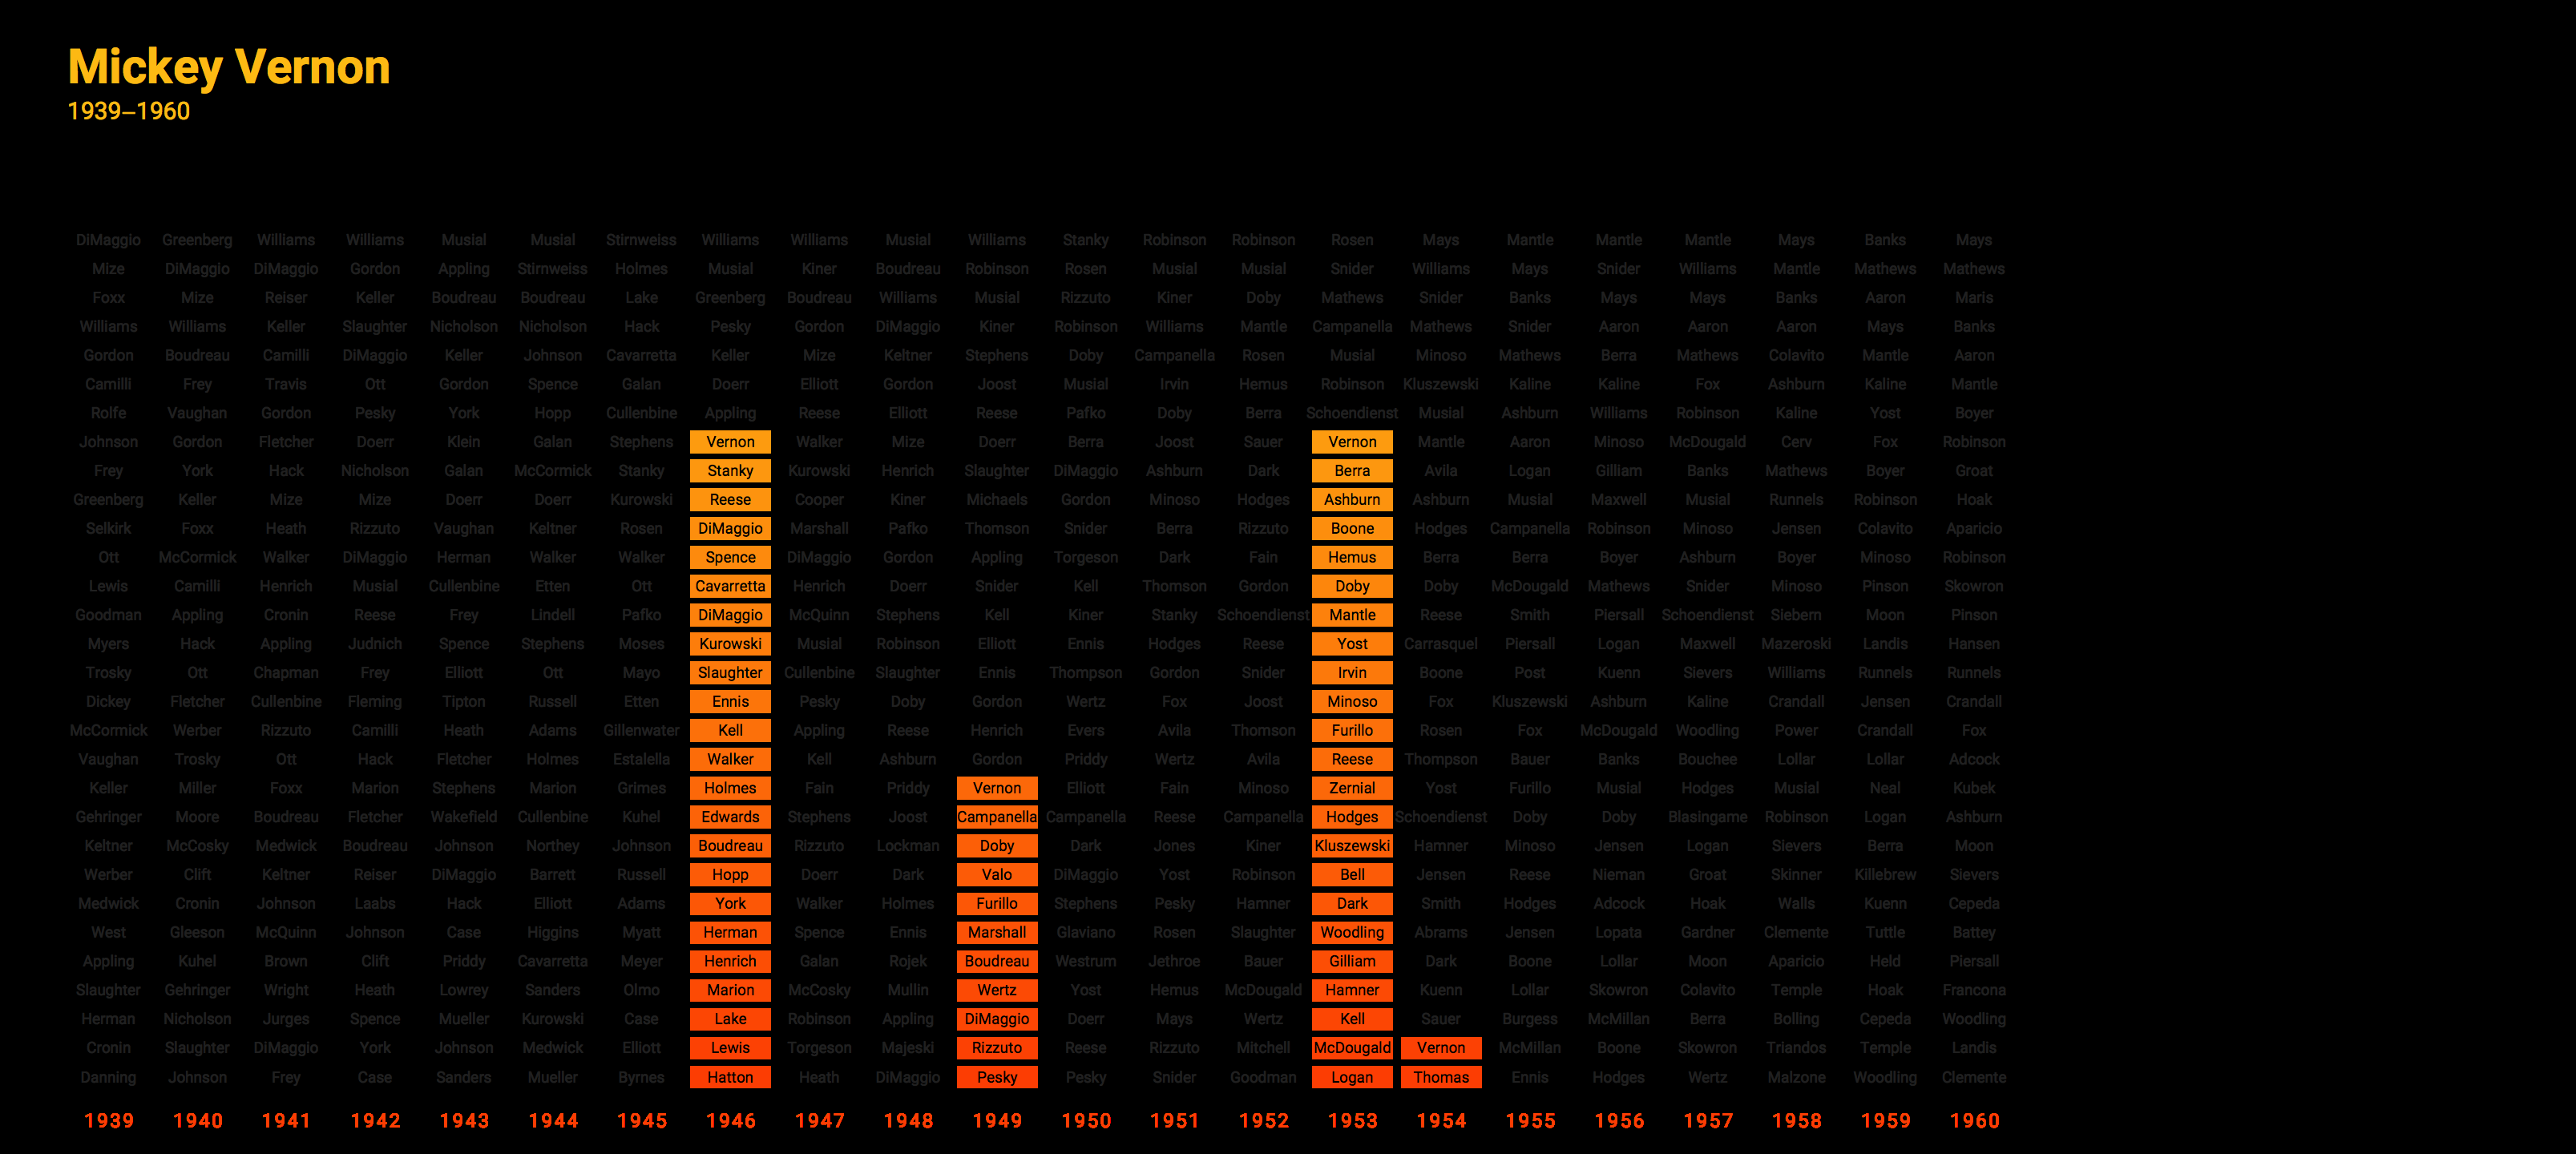 Mickey Vernon
1939–1960
DiMaggio Greenberg Williams Williams Musial Musial Stirnweiss Williams Williams Musial Williams Stanky Robinson Robinson Rosen Mays Mantle Mantle Mantle Mays Banks Mays
Mize DiMaggio DiMaggio Gordon Appling Stirnweiss Holmes Musial Kiner Boudreau Robinson Rosen Musial Musial Snider Williams Mays Snider Williams Mantle Mathews Mathews
Foxx Mize Reiser Keller Boudreau Boudreau Lake Greenberg Boudreau Williams Musial Rizzuto Kiner Doby Mathews Snider Banks Mays Mays Banks Aaron Maris
Williams Williams Keller Slaughter Nicholson Nicholson Hack Pesky Gordon DiMaggio Kiner Robinson Williams Mantle Campanella Mathews Snider Aaron Aaron Aaron Mays Banks
Gordon Boudreau Camilli DiMaggio Keller Johnson Cavarretta Keller Mize Keltner Stephens Doby Campanella Rosen Musial Minoso Mathews Berra Mathews Colavito Mantle Aaron
Camilli Frey Travis Ott Gordon Spence Galan Doerr Elliott Gordon Joost Musial Irvin Hemus Robinson Kluszewski Kaline Kaline Fox Ashburn Kaline Mantle
Rolfe Vaughan Gordon Pesky York Hopp Cullenbine Appling Reese Elliott Reese Pafko Doby Berra Schoendienst Musial Ashburn Williams Robinson Kaline Yost Boyer
Johnson Gordon Fletcher Doerr Klein Galan Stephens Vernon Walker Mize Doerr Berra Joost Sauer Vernon Mantle Aaron Minoso McDougald Cerv Fox Robinson
Frey York Hack Nicholson Galan McCormick Stanky Stanky Kurowski Henrich Slaughter DiMaggio Ashburn Dark Berra Avila Logan Gilliam Banks Mathews Boyer Groat
Greenberg Keller Mize Mize Doerr Doerr Kurowski Reese Cooper Kiner Michaels Gordon Minoso Hodges Ashburn Ashburn Musial Maxwell Musial Runnels Robinson Hoak
Selkirk Foxx Heath Rizzuto Vaughan Keltner Rosen DiMaggio Marshall Pafko Thomson Snider Berra Rizzuto Boone Hodges Campanella Robinson Minoso Jensen Colavito Aparicio
Ott McCormick Walker DiMaggio Herman Walker Walker Spence DiMaggio Gordon Appling Torgeson Dark Fain Hemus Berra Berra Boyer Ashburn Boyer Minoso Robinson
Lewis Camilli Henrich Musial Cullenbine Etten Ott Cavarretta Henrich Doerr Snider Kell Thomson Gordon Doby Doby McDougald Mathews Snider Minoso Pinson Skowron
Goodman Appling Cronin Reese Frey Lindell Pafko DiMaggio McQuinn Stephens Kell Kiner Stanky Schoendienst Mantle Reese Smith Piersall Schoendienst Siebern Moon Pinson
Myers Hack Appling Judnich Spence Stephens Moses Kurowski Musial Robinson Elliott Ennis Hodges Reese Yost Carrasquel Piersall Logan Maxwell Mazeroski Landis Hansen
Trosky Ott Chapman Frey Elliott Ott Mayo Slaughter Cullenbine Slaughter Ennis Thompson Gordon Snider Irvin Boone Post Kuenn Sievers Williams Runnels Runnels
Dickey Fletcher Cullenbine Fleming Tipton Russell Etten Ennis Pesky Doby Gordon Wertz Fox Joost Minoso Fox Kluszewski Ashburn Kaline Crandall Jensen Crandall
McCormick Werber Rizzuto Camilli Heath Adams Gillenwater Kell Appling Reese Henrich Evers Avila Thomson Furillo Rosen Fox McDougald Woodling Power Crandall Fox
Vaughan Trosky Ott Hack Fletcher Holmes Estalella Walker Kell Ashburn Gordon Priddy Wertz Avila Reese Thompson Bauer Banks Bouchee Lollar Lollar Adcock
Keller Miller Foxx Marion Stephens Marion Grimes Holmes Fain Priddy Vernon Elliott Fain Minoso Zernial Yost Furillo Musial Hodges Musial Neal Kubek
Gehringer Moore Boudreau Fletcher Wakefield Cullenbine Kuhel Edwards Stephens Joost Campanella Campanella Reese Campanella Hodges Schoendienst Doby Doby Blasingame Robinson Logan Ashburn
Keltner McCosky Medwick Boudreau Johnson Northey Johnson Boudreau Rizzuto Lockman Doby Dark Jones Kiner Kluszewski Hamner Minoso Jensen Logan Sievers Berra Moon
Werber Clift Keltner Reiser DiMaggio Barrett Russell Hopp Doerr Dark Valo DiMaggio Yost Robinson Bell Jensen Reese Nieman Groat Skinner Killebrew Sievers
Medwick Cronin Johnson Laabs Hack Elliott Adams York Walker Holmes Furillo Stephens Pesky Hamner Dark Smith Hodges Adcock Hoak Walls Kuenn Cepeda
West Gleeson McQuinn Johnson Case Higgins Myatt Herman Spence Ennis Marshall Glaviano Rosen Slaughter Woodling Abrams Jensen Lopata Gardner Clemente Tuttle Battey
Appling Kuhel Brown Clift Priddy Cavarretta Meyer Henrich Galan Rojek Boudreau Westrum Jethroe Bauer Gilliam Dark Boone Lollar Moon Aparicio Held Piersall
Slaughter Gehringer Wright Heath Lowrey Sanders Olmo Marion McCosky Mullin Wertz Yost Hemus McDougald Hamner Kuenn Lollar Skowron Colavito Temple Hoak Francona
Herman Nicholson Jurges Spence Mueller Kurowski Case Lake Robinson Appling DiMaggio Doerr Mays Wertz Kell Sauer Burgess McMillan Berra Bolling Cepeda Woodling
Cronin Slaughter DiMaggio York Johnson Medwick Elliott Lewis Torgeson Majeski Rizzuto Reese Rizzuto Mitchell McDougald Vernon McMillan Boone Skowron Triandos Temple Landis
Danning Johnson Frey Case Sanders Mueller Byrnes Hatton Heath DiMaggio Pesky Pesky Snider Goodman Logan Thomas Ennis Hodges Wertz Malzone Woodling Clemente
1939 1940 1941 1942 1943 1944 1945 1946 1947 1948 1949 1950 1951 1952 1953 1954 1955 1956 1957 1958 1959 1960